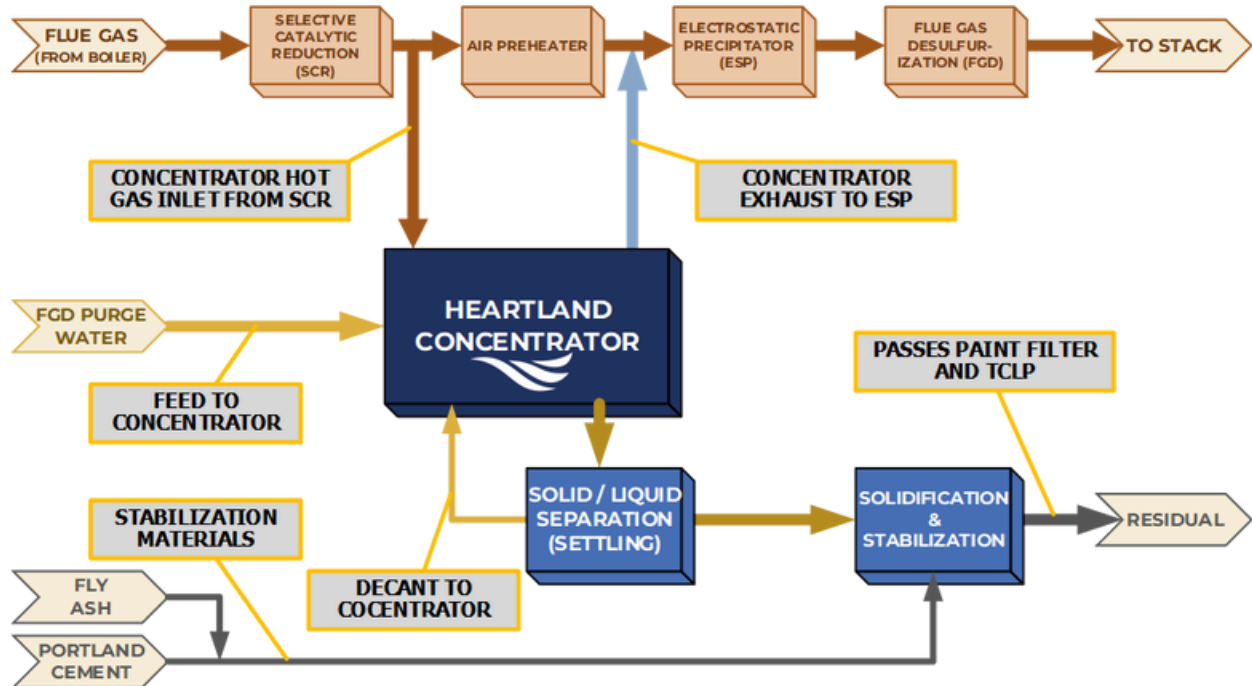 FLUE GAS
(FROM BOILER)
SELECTIVE
CATALYTIC
REDUCTION
(SCR)
AIR PREHEATER
ELECTROSTATIC
PRECIPITATOR
(ESP)
FLUE GAS
DESULFUR-
IZATION (FGD)
TO STACK
CONCENTRATOR HOT
GAS INLET FROM SCR
CONCENTRATOR
EXHAUST TO ESP
FGD PURGE
WATER
HEARTLAND
CONCENTRATOR
PASSES PAINT FILTER
AND TCLP
FEED TO
CONCENTRATOR
SOLID / LIQUID
SEPARATION
(SETTLING)
SOLIDIFICATION
&
STABILIZATION
RESIDUAL
STABILIZATION
MATERIALS
DECANT TO
COCENTRATOR
FLY
ASH
PORTLAND
CEMENT